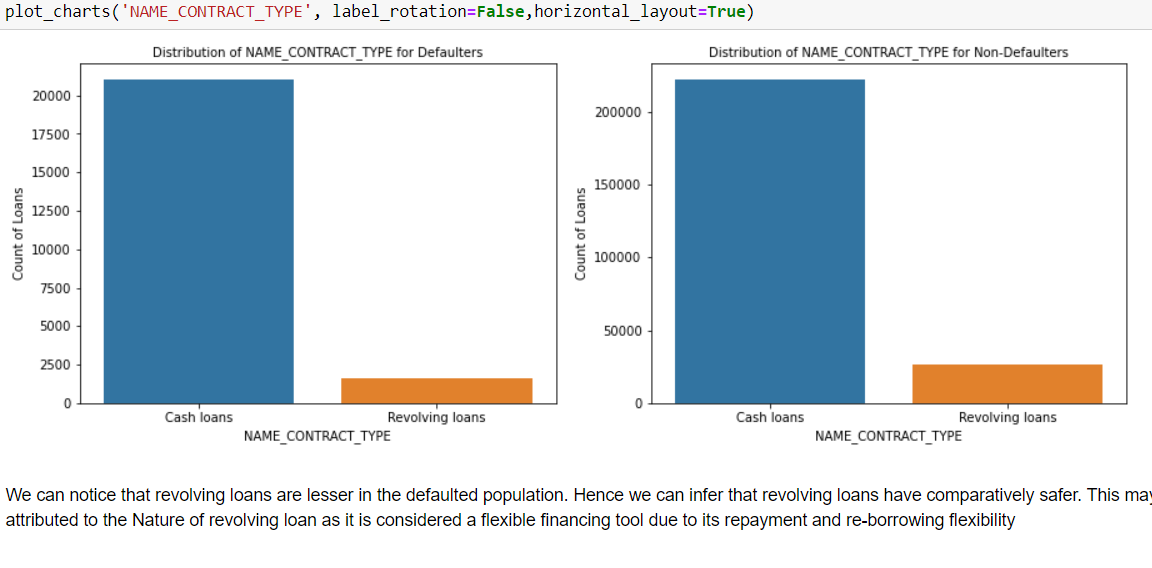 plot_charts('NAME_CONTRACT_TYPE', label_rotation=False,horizontal_layout=True)
Distribution of NAME_CONTRACT_TYPE for Defaulters
20000
17500
15000
12500
10000
7500
5000
2500
0
Count of Loans
Cash loans Revolving loans
NAME_CONTRACT_TYPE
Distribution of NAME_CONTRACT_TYPE for Non-Defaulters
200000
150000
100000
50000
0
Count of Loans
Cash loans Revolving loans
NAME_CONTRACT_TYPE
We can notice that revolving loans are lesser in the defaulted population. Hence we can infer that revolving loans have comparatively safer. This may
attributed to the Nature of revolving loan as it is considered a flexible financing tool due to its repayment and re-borrowing flexibility